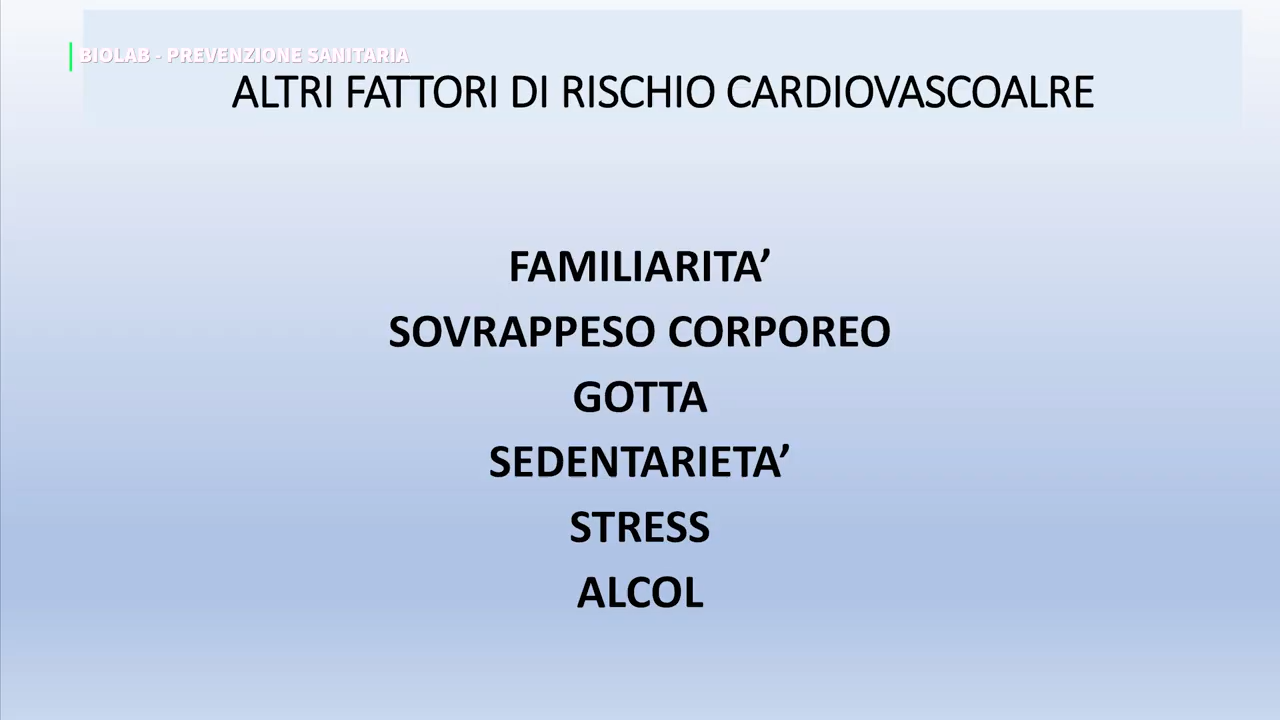 BIOLAB - PREVENZIONE SANITARIA
ALTRI FATTORI DI RISCHIO CARDIOVASCOALRE
FAMILIARITA’
SOVRAPPESO CORPOREO
GOTTA
SEDENTARIETA’
STRESS
ALCOL